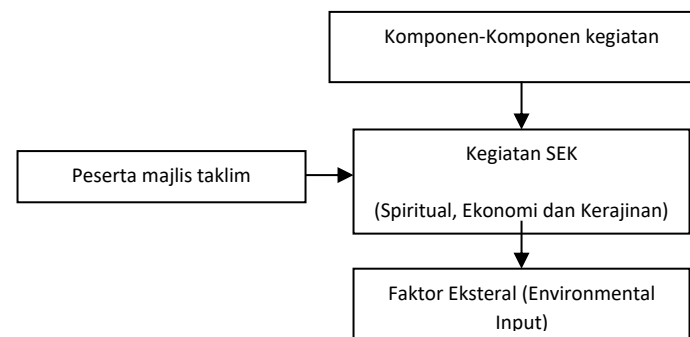 Komponen-Komponen kegiatan
Kegiatan SEK
Peserta majlis taklim
(Spiritual, Ekonomi dan Kerajinan)
Faktor Eksteral (Environmental
Input)